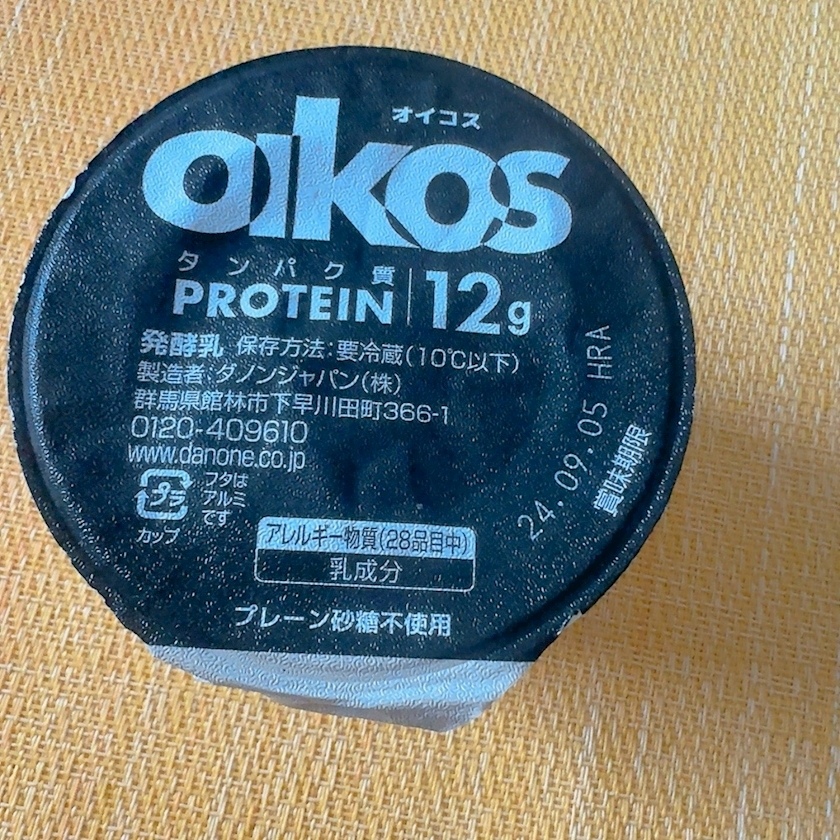 オイコス
oikos
タンパク質
PROTEIN 12g
発酵乳 保存方法:要冷蔵(10℃以下)
製造者:ダノンジャパン(株)
群馬県館林市下早川田町366-1
0120-409610
www.danone.co.jp
プラ
カップ
フタは
アルミ
です
24.09.05 HRA
賞味期限
アレルギー物質(28品目中)
乳成分
プレーン砂糖不使用